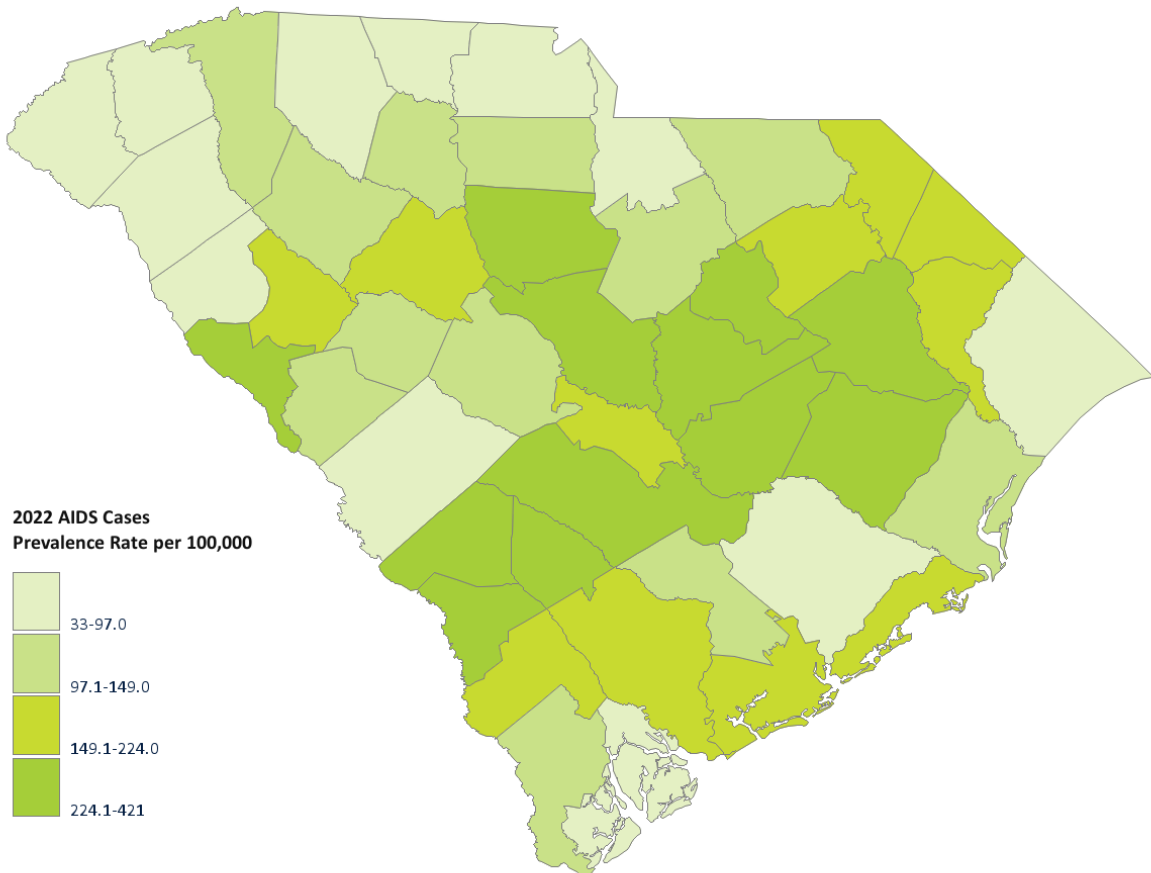 2022 AIDS Cases
Prevalence Rate per 100,000
33-97.0
97.1-149.0
149.1-224.0
224.1-421